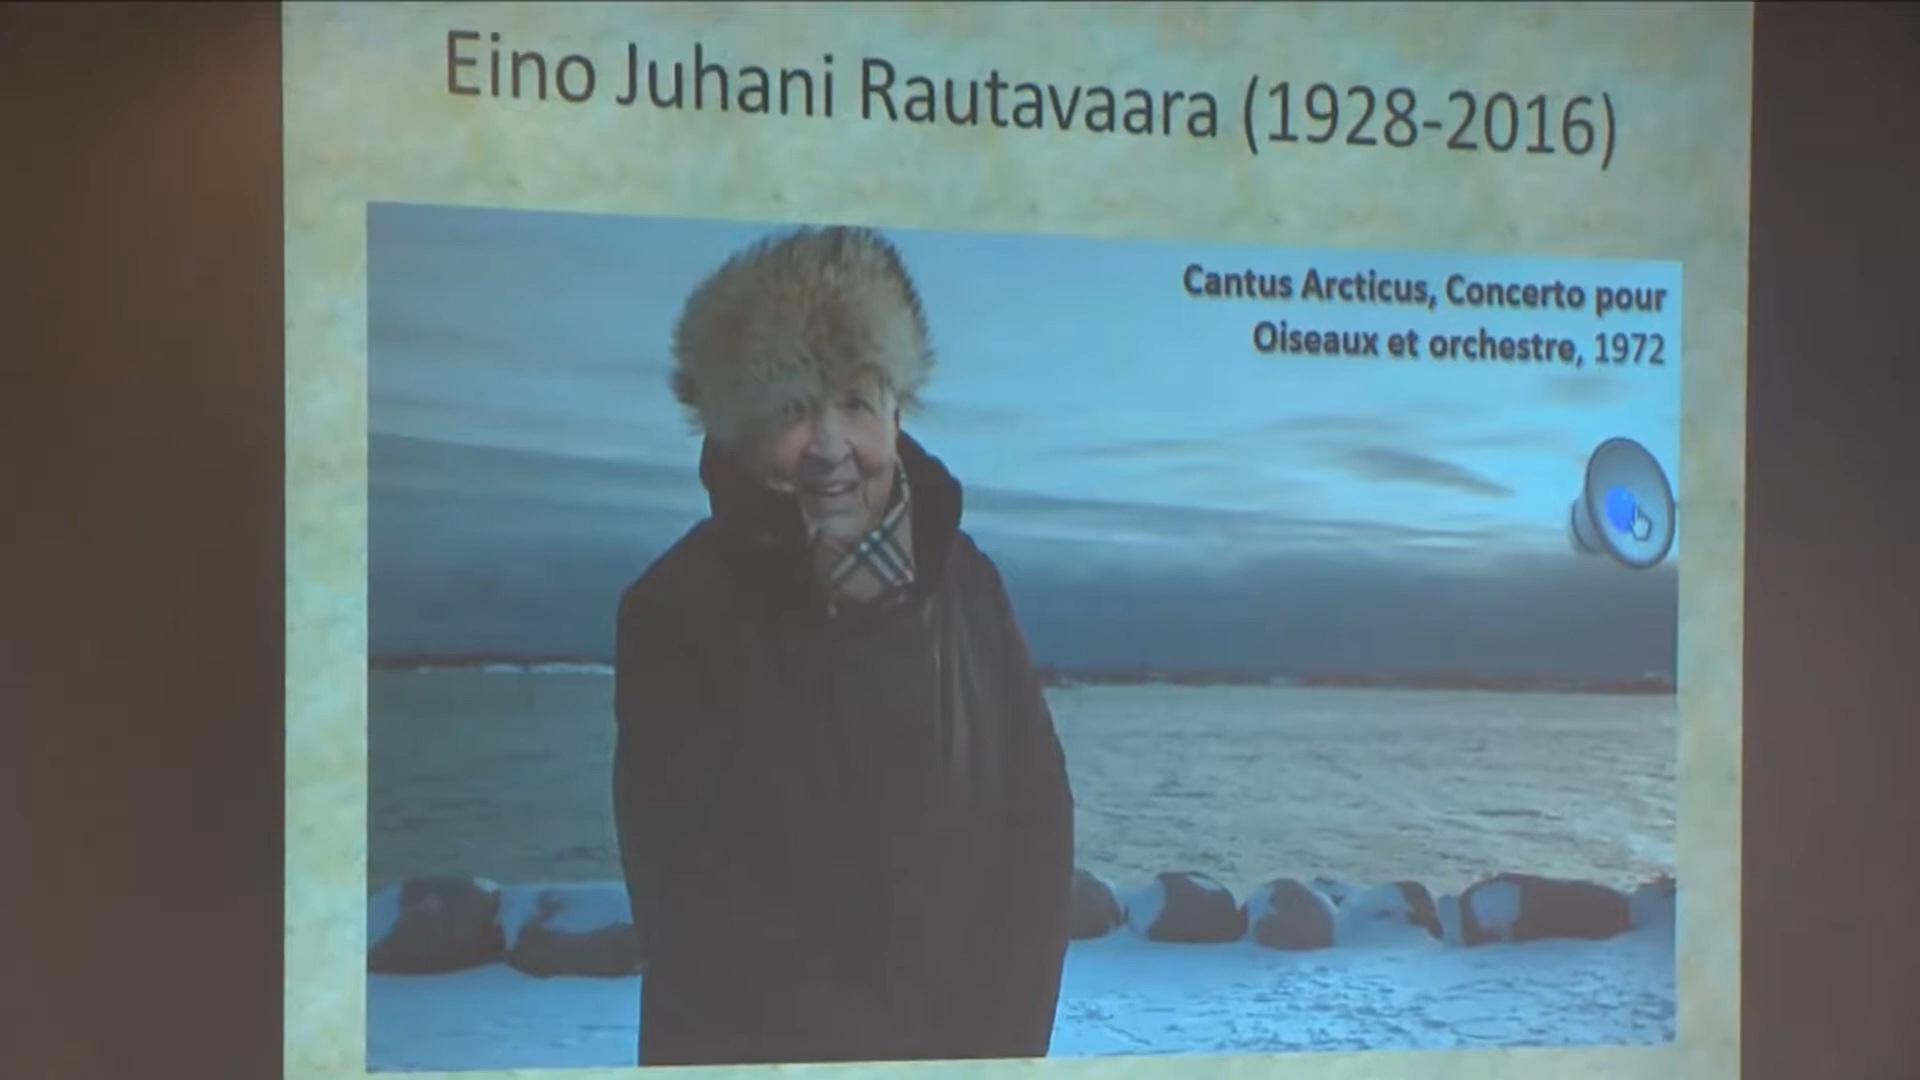 Eino Juhani Rautavaara (1928-2016)
Cantus Arcticus, Concerto pour
Oiseaux et orchestre, 1972